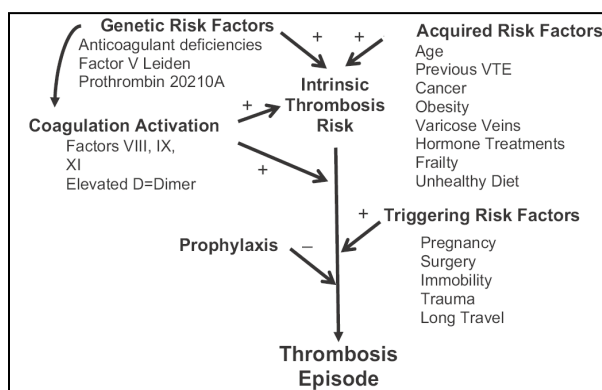 Genetic Risk Factors
Anticoagulant deficiencies
Factor V Leiden
Prothrombin 20210A
+
+
Acquired Risk Factors
Age
Previous VTE
Cancer
Obesity
Varicose Veins
Hormone Treatments
Frailty
Unhealthy Diet
Intrinsic
Thrombosis
Risk
+
Coagulation Activation
Factors VIII, IX,
XI
Elevated D=Dimer
+
+
Triggering Risk Factors
Pregnancy
Surgery
Immobility
Trauma
Long Travel
Prophylaxis
–
Thrombosis
Episode